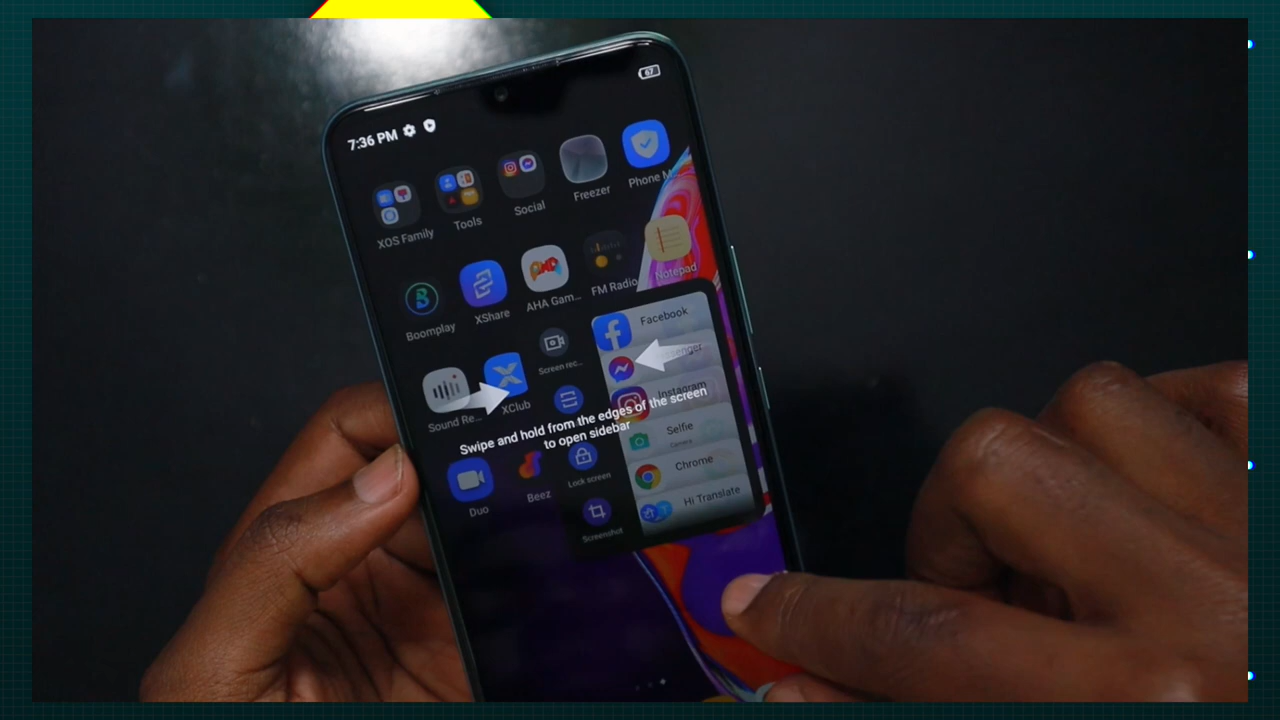 67
7:36 PM
XOS Family
Tools
Social
Freezer
Phone M
Boomplay
XShare
AHA Gam...
FM Radio
Notepad
Sound Re...
XClub
Screen rec...
Facebook
Instagram
Swipe and hold from the edges of the screen
to open sidebar
Selfie
Camera
Duo
Beez
Lock screen
Chrome
Screenshot
Hi Translate